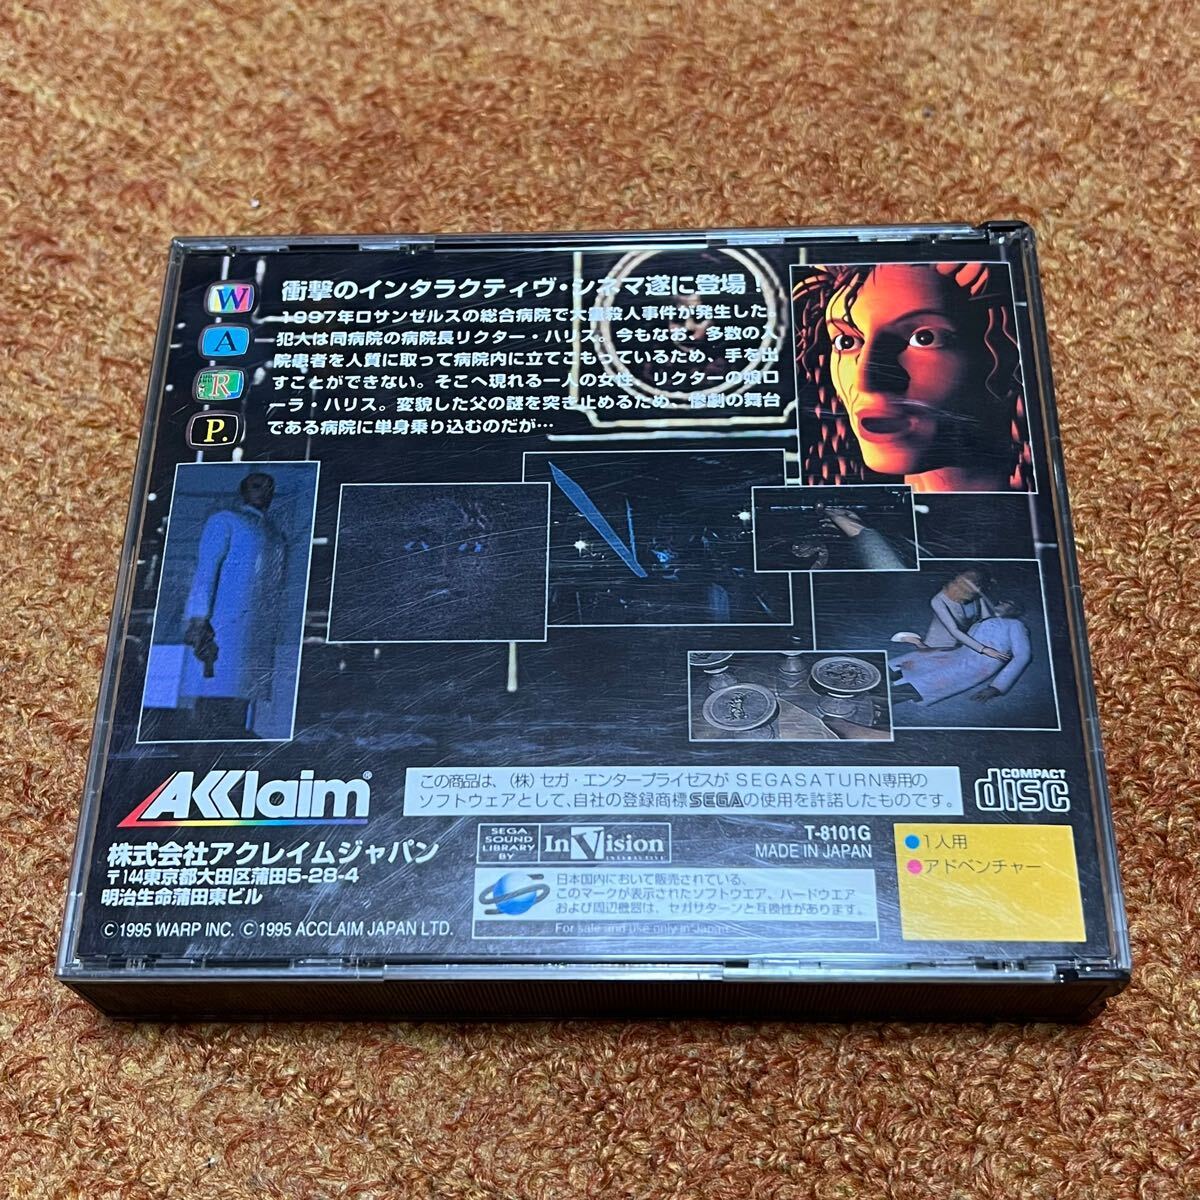 W
A
R
P.
衝撃のインタラクティヴ・シネマ遂に登場!
1997年ロサンゼルスの総合病院で大量殺人事件が発生した。
犯人は同病院の病院長リクター・ハリス。今もなお、多数の入
院患者を人質に取って病院内に立てこもっているため、手を出
すことができない。そこへ現れる一人の女性、リクターの娘ロ
ーラ・ハリス。変貌した父の謎を突き止めるため、惨劇の舞台
である病院に単身乗り込むのだが…
AKKlaim®
株式会社アクレイムジャパン
〒144東京都大田区蒲田5-28-4
明治生命蒲田東ビル
©1995 WARP INC. ©1995 ACCLAIM JAPAN LTD.
この商品は、(株)セガ・エンタープライゼスがSEGASATURN専用の
ソフトウェアとして、自社の登録商標SEGAの使用を許諾したものです。
COMPACT
disc
SEGA
SOUND
LIBRARY
BY
InVision
INTERACTIVE
T-8101G
MADE IN JAPAN
日本国内において販売されている、
このマークが表示されたソフトウエア、ハードウエア
および周辺機器は、セガサターンと互換性があります。
For sale and use only in Japan
●1人用
●アドベンチャー